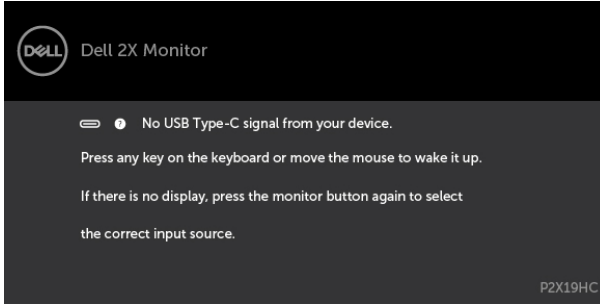 DELL Dell 2X Monitor
? No USB Type-C signal from your device.
Press any key on the keyboard or move the mouse to wake it up.
If there is no display, press the monitor button again to select
the correct input source.
P2X19HC